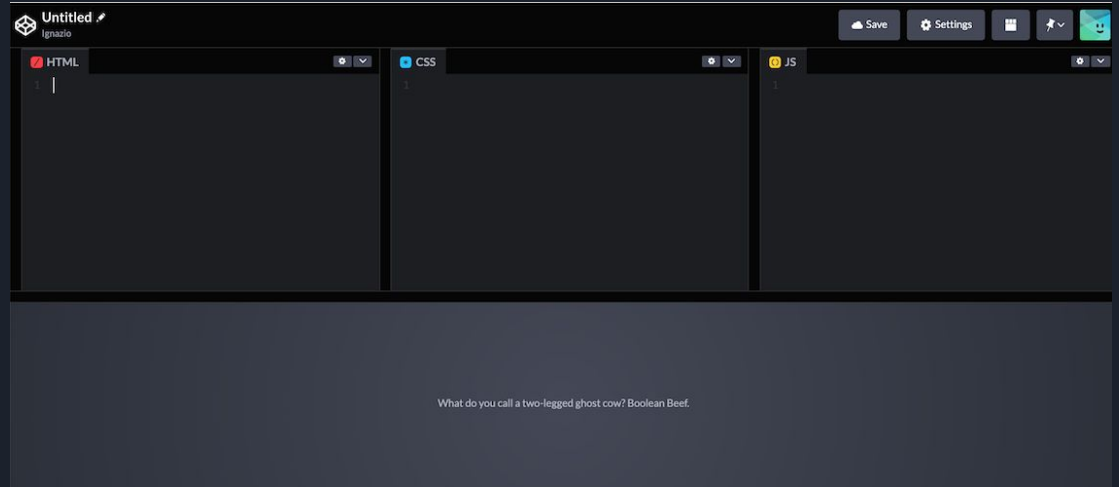 Untitled
Ignazio
Save
Settings
HTML
CSS
JS
1
1
1
What do you call a two-legged ghost cow? Boolean Beef.